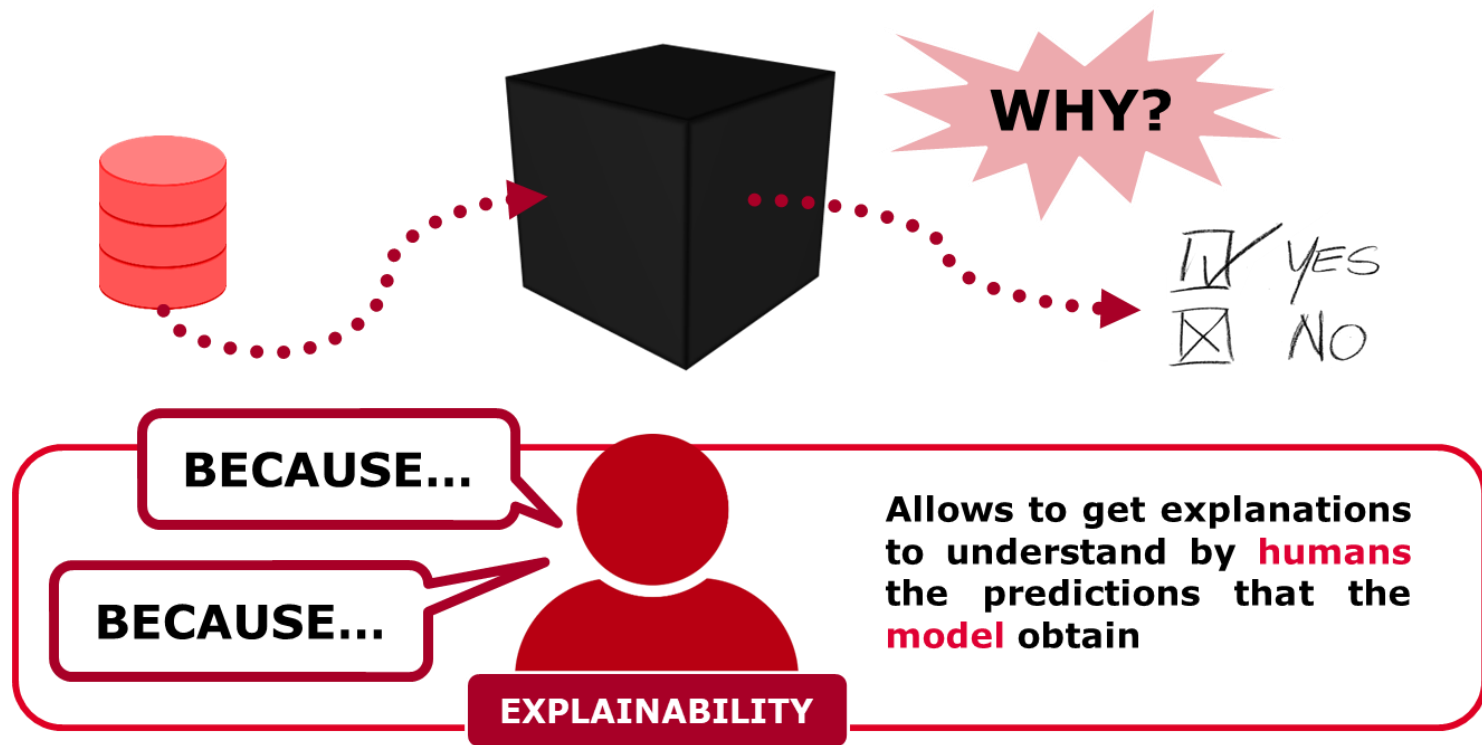 WHY?
YES
NO
BECAUSE...
BECAUSE...
Allows to get explanations
to understand by humans
the predictions that the
model obtain
EXPLAINABILITY